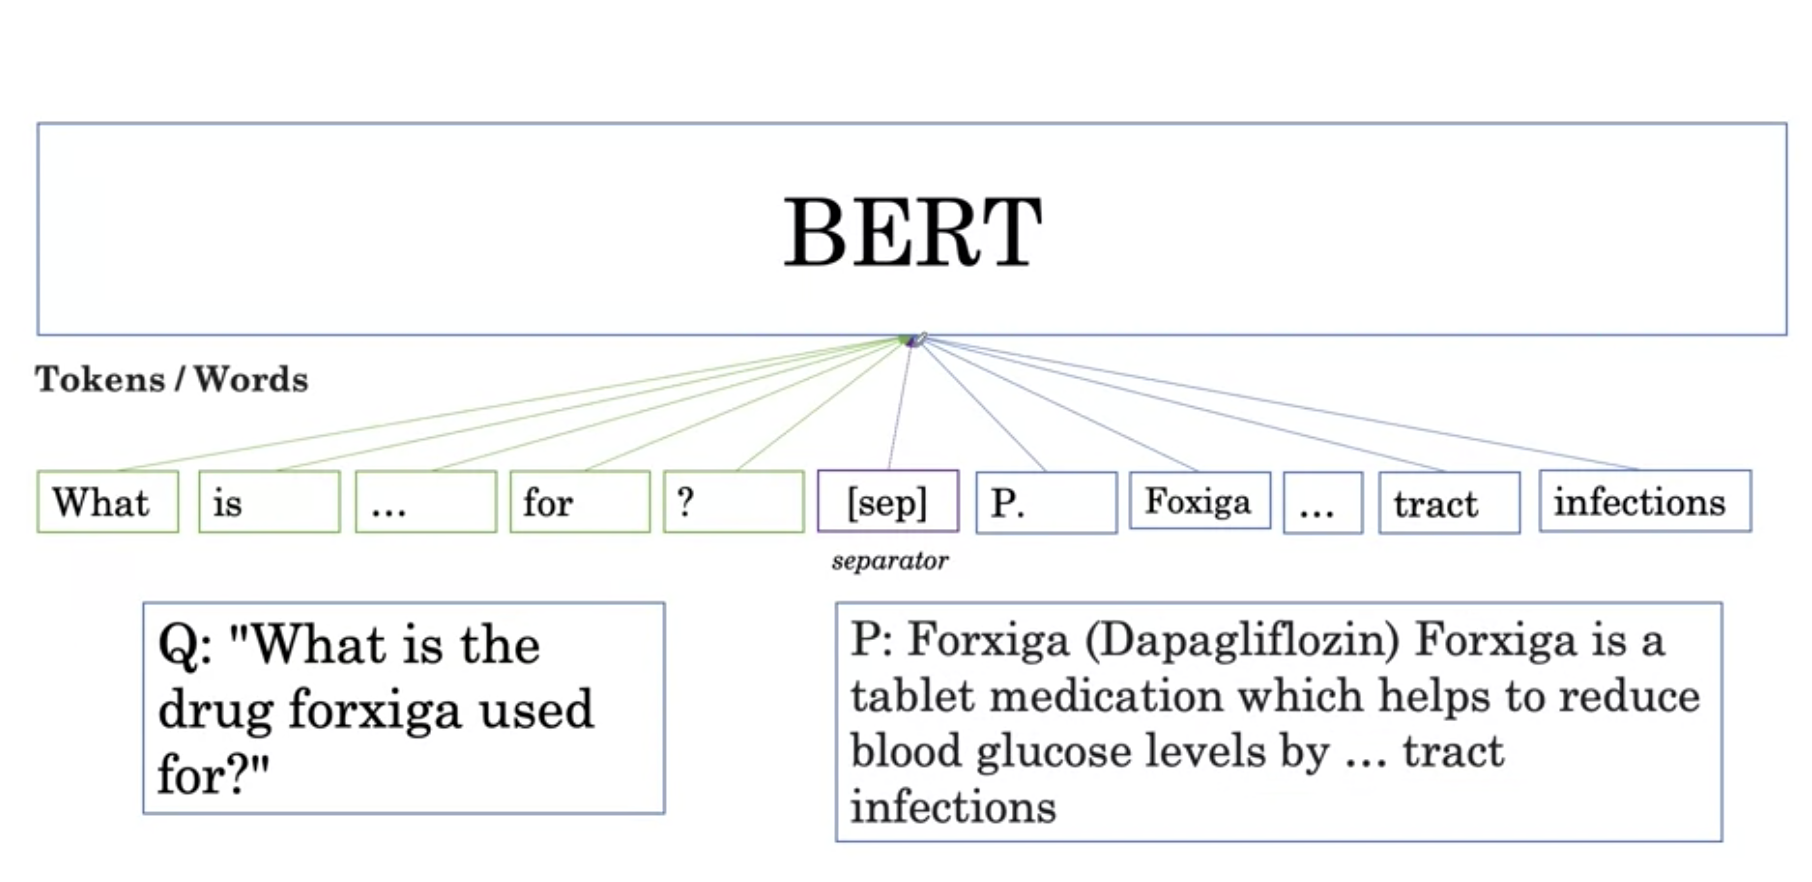 BERT
Tokens / Words
What is ... for ? [sep] P. Foxiga ... tract infections
separator
Q: "What is the
drug forxiga used
for?"
P: Forxiga (Dapagliflozin) Forxiga is a
tablet medication which helps to reduce
blood glucose levels by ... tract
infections